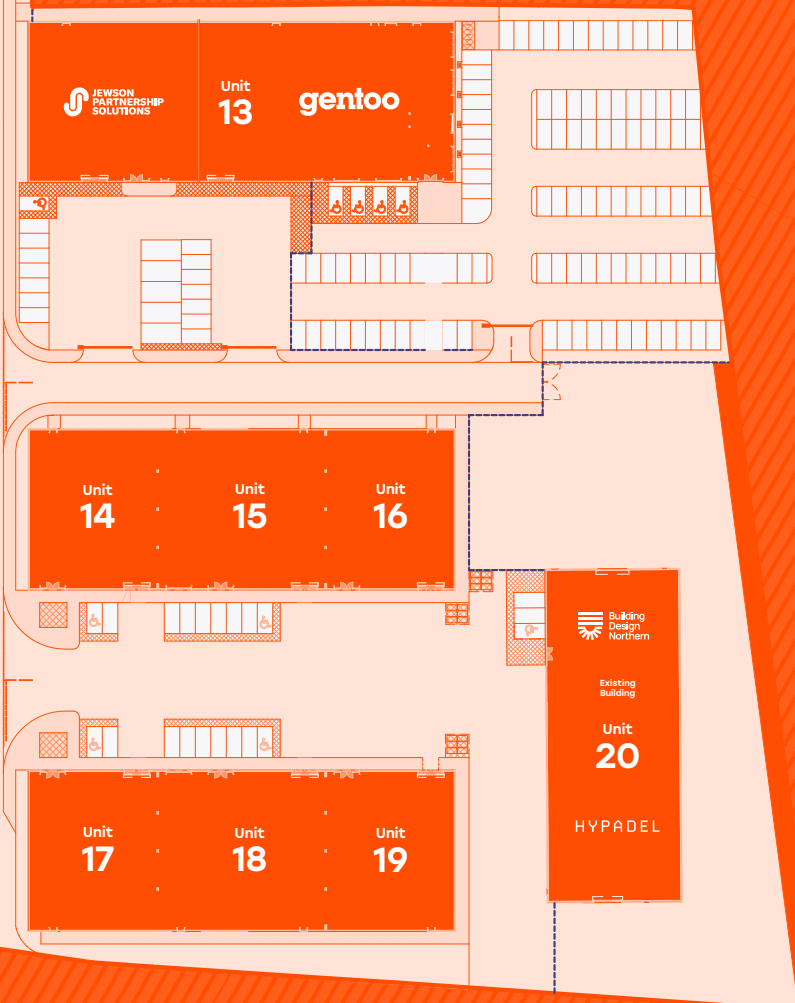 JEWSON
PARTNERSHIP
SOLUTIONS
Unit
13
gentoo
Unit
14
Unit
15
Unit
16
Building
Design
Northern
Existing
Building
Unit
20
HYPADEL
Unit
17
Unit
18
Unit
19